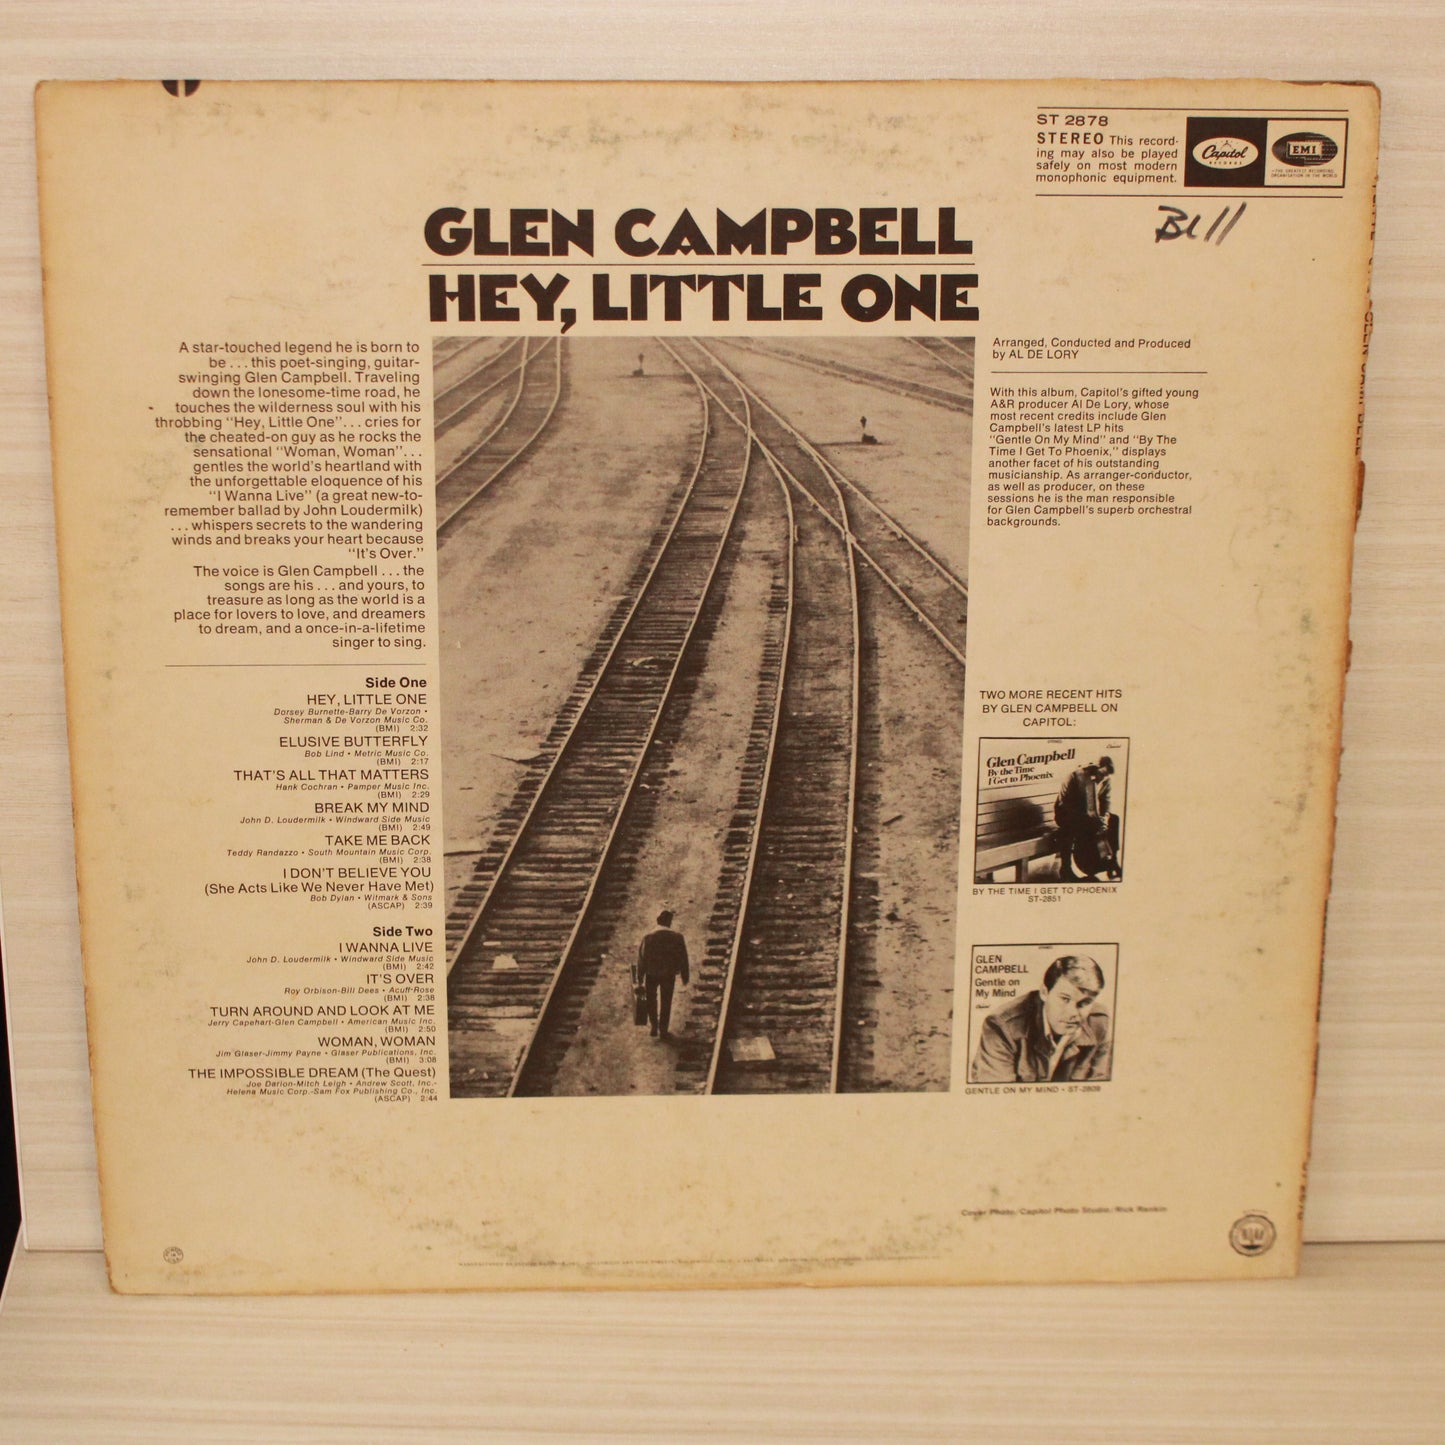 ST 2878
STEREO This record-
ing may also be played
safely on most modern
monophonic equipment.
Capitol
RECORDS
EMI
THE GREATEST RECORDING
ORGANISATION IN THE WORLD
Bill
GLEN CAMPBELL
HEY, LITTLE ONE
A star-touched legend he is born to
be . . . this poet-singing, guitar-
swinging Glen Campbell. Traveling
down the lonesome-time road, he
touches the wilderness soul with his
throbbing "Hey, Little One". . . cries for
the cheated-on guy as he rocks the
sensational "Woman, Woman". . .
gentles the world's heartland with
the unforgettable eloquence of his
"I Wanna Live" (a great new-to-
remember ballad by John Loudermilk)
. . . whispers secrets to the wandering
winds and breaks your heart because
"It's Over."
The voice is Glen Campbell . . . the
songs are his . . . and yours, to
treasure as long as the world is a
place for lovers to love, and dreamers
to dream, and a once-in-a-lifetime
singer to sing.
Side One
HEY, LITTLE ONE
Dorsey Burnette-Barry De Vorzon •
Sherman & De Vorzon Music Co.
(BMI) 2:32
ELUSIVE BUTTERFLY
Bob Lind • Metric Music Co.
(BMI) 2:17
THAT'S ALL THAT MATTERS
Hank Cochran • Pamper Music Inc.
(BMI) 2:29
BREAK MY MIND
John D. Loudermilk • Windward Side Music
(BMI) 2:49
TAKE ME BACK
Teddy Randazzo • South Mountain Music Corp.
(BMI) 2:38
I DON'T BELIEVE YOU
(She Acts Like We Never Have Met)
Bob Dylan • Witmark & Sons
(ASCAP) 2:39
Side Two
I WANNA LIVE
John D. Loudermilk • Windward Side Music
(BMI) 2:42
IT'S OVER
Roy Orbison-Bill Dees • Acuff-Rose
(BMI) 2:38
TURN AROUND AND LOOK AT ME
Jerry Capehart-Glen Campbell • American Music Inc.
(BMI) 2:50
WOMAN, WOMAN
Jim Glaser-Jimmy Payne • Glaser Publications, Inc.
(BMI) 3:08
THE IMPOSSIBLE DREAM (The Quest)
Joe Darion-Mitch Leigh • Andrew Scott, Inc.-
Helena Music Corp.-Sam Fox Publishing Co., Inc.
(ASCAP) 2:44
Arranged, Conducted and Produced
by AL DE LORY
With this album, Capitol's gifted young
A&R producer Al De Lory, whose
most recent credits include Glen
Campbell's latest LP hits
"Gentle On My Mind" and "By The
Time I Get To Phoenix," displays
another facet of his outstanding
musicianship. As arranger-conductor,
as well as producer, on these
sessions he is the man responsible
for Glen Campbell's superb orchestral
backgrounds.
TWO MORE RECENT HITS
BY GLEN CAMPBELL ON
CAPITOL:
Glen Campbell
By the Time
I Get to Phoenix
BY THE TIME I GET TO PHOENIX
ST-2851
GLEN
CAMPBELL
Gentle on
My Mind
GENTLE ON MY MIND • ST-2809
Cover Photo/Capitol Photo Studio/Rick Rankin